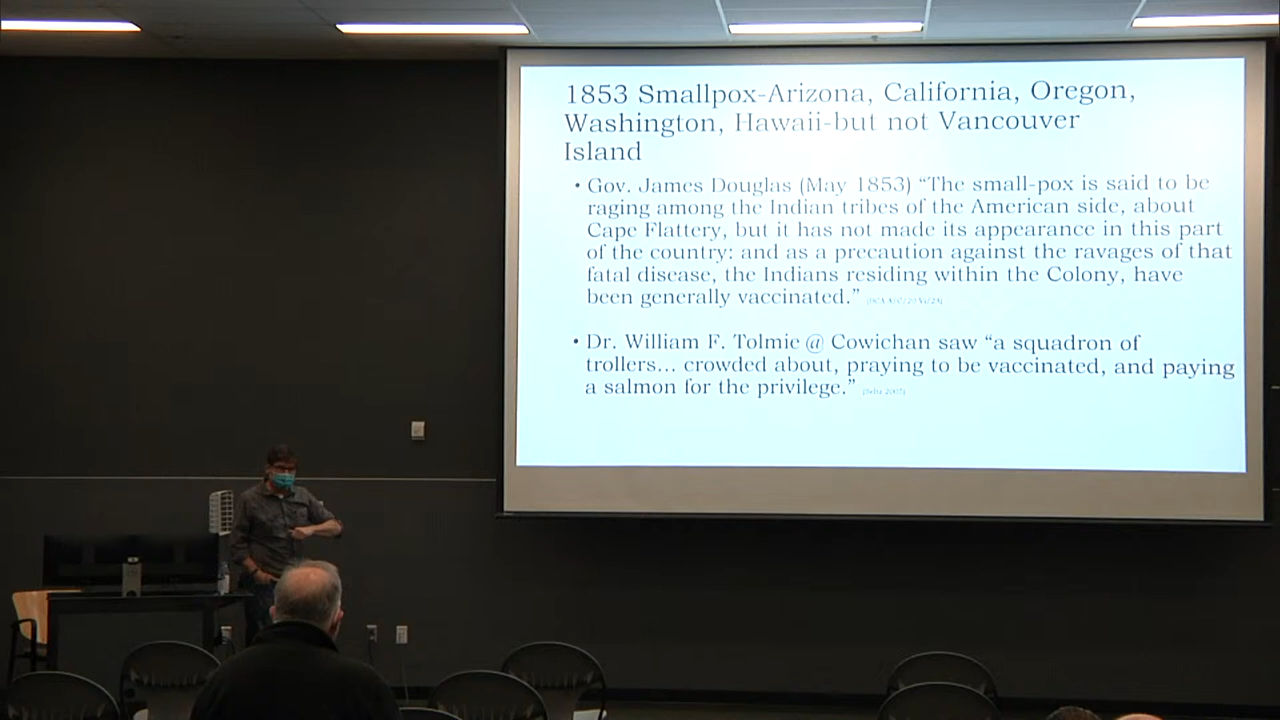 1853 Smallpox-Arizona, California, Oregon,
Washington, Hawaii-but not Vancouver
Island
• Gov. James Douglas (May 1853) “The small-pox is said to be
raging among the Indian tribes of the American side, about
Cape Flattery, but it has not made its appearance in this part
of the country: and as a precaution against the ravages of that
fatal disease, the Indians residing within the Colony, have
been generally vaccinated.”
• Dr. William F. Tolmie @ Cowichan saw “a squadron of
trollers... crowded about, praying to be vaccinated, and paying
a salmon for the privilege.”